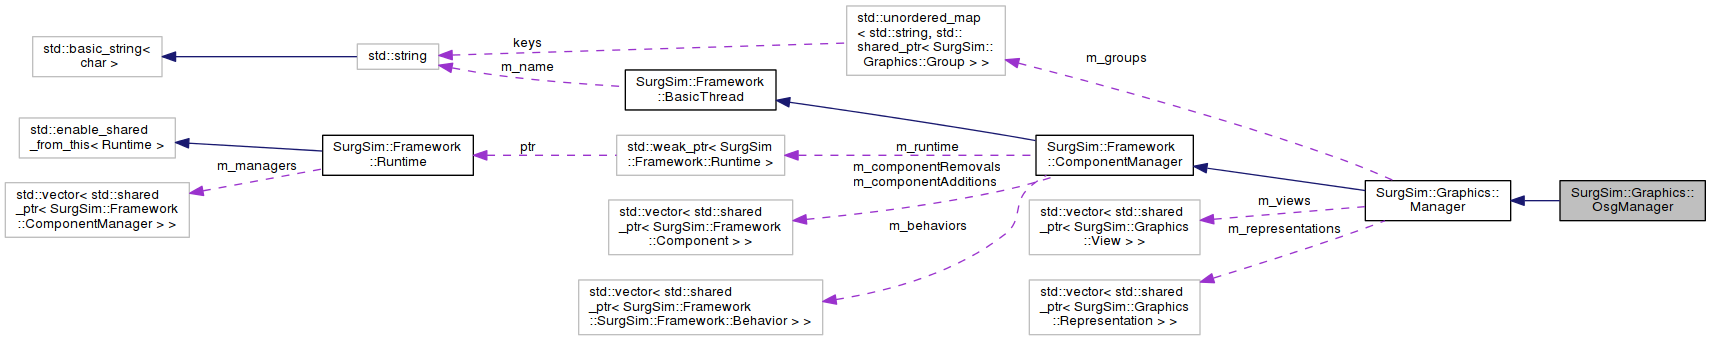 std::unordered_map
< std::string, std::
shared_ptr< SurgSim::
Graphics::Group > >
std::basic_string<
char >
std::string
keys
m_name
m_groups
SurgSim::Framework
::BasicThread
std::enable_shared
_from_this< Runtime >
SurgSim::Framework
::Runtime
m_managers
ptr
std::weak_ptr< SurgSim
::Framework::Runtime >
m_runtime
SurgSim::Framework
::ComponentManager
m_componentRemovals
m_componentAdditions
std::vector< std::shared
_ptr< SurgSim::Framework
::ComponentManager > >
std::vector< std::shared
_ptr< SurgSim::Framework
::Component > >
m_behaviors
std::vector< std::shared
_ptr< SurgSim::Graphics
::View > >
m_views
m_representations
SurgSim::Graphics::
Manager
SurgSim::Graphics::
OsgManager
std::vector< std::shared
_ptr< SurgSim::Framework
::SurgSim::Framework::Behavior > >
std::vector< std::shared
_ptr< SurgSim::Graphics
::Representation > >